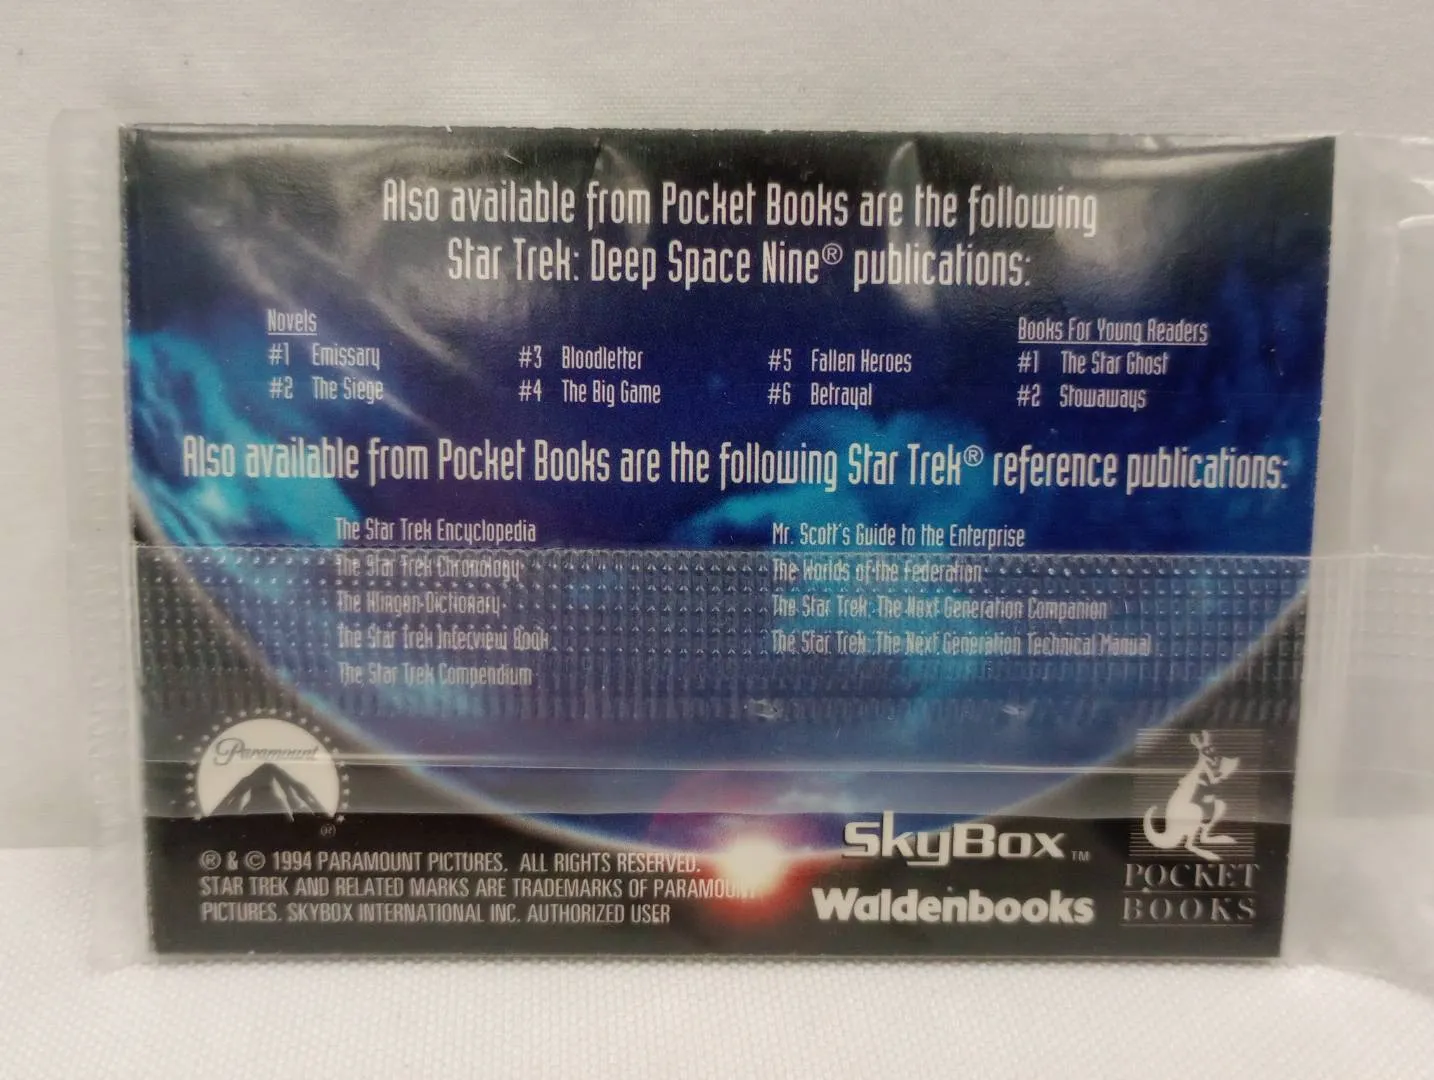 Also available from Pocket Books are the following
Star Trek: Deep Space Nine® publications:
Novels
#1 Emissary
#2 The Siege
#3 Bloodletter
#4 The Big Game
#5 Fallen Heroes
#6 Betrayal
Books For Young Readers
#1 The Star Ghost
#2 Stowaways
Also available from Pocket Books are the following Star Trek® reference publications:
The Star Trek Encyclopedia
The Star Trek Chronology
The Klingon Dictionary
The Star Trek Interview Book
The Star Trek Compendium
Mr. Scott's Guide to the Enterprise
The Worlds of the Federation
The Star Trek: The Next Generation Companion
The Star Trek: The Next Generation Technical Manual
Paramount
®
® & © 1994 PARAMOUNT PICTURES. ALL RIGHTS RESERVED.
STAR TREK AND RELATED MARKS ARE TRADEMARKS OF PARAMOUNT
PICTURES. SKYBOX INTERNATIONAL INC. AUTHORIZED USER
SkyBox™
Waldenbooks
POCKET
BOOKS